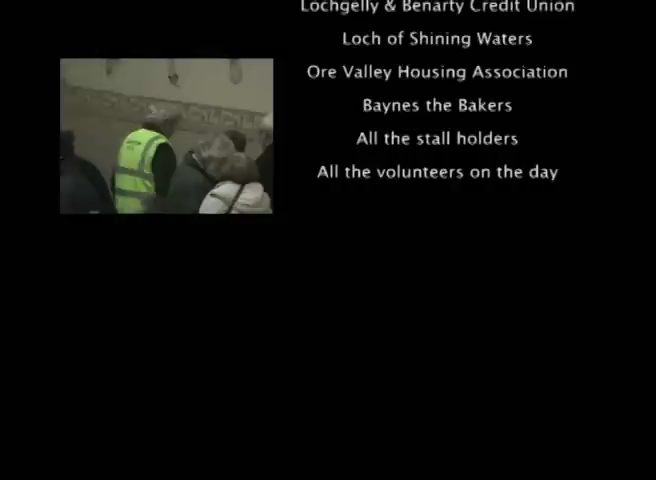 Lochgelly & Benarty Credit Union
Loch of Shining Waters
Ore Valley Housing Association
Baynes the Bakers
All the stall holders
All the volunteers on the day